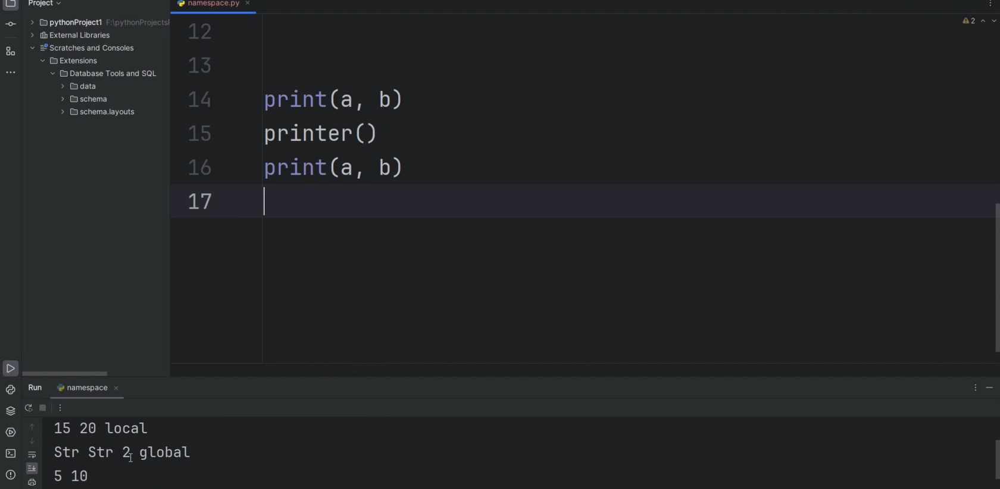 Project
namespace.py
pythonProject1 F:\pythonProjects
External Libraries
Scratches and Consoles
Extensions
Database Tools and SQL
data
schema
schema.layouts
2
12
13
14 print(a, b)
15 printer()
16 print(a, b)
17
Run namespace
15 20 local
Str Str 2 global
5 10